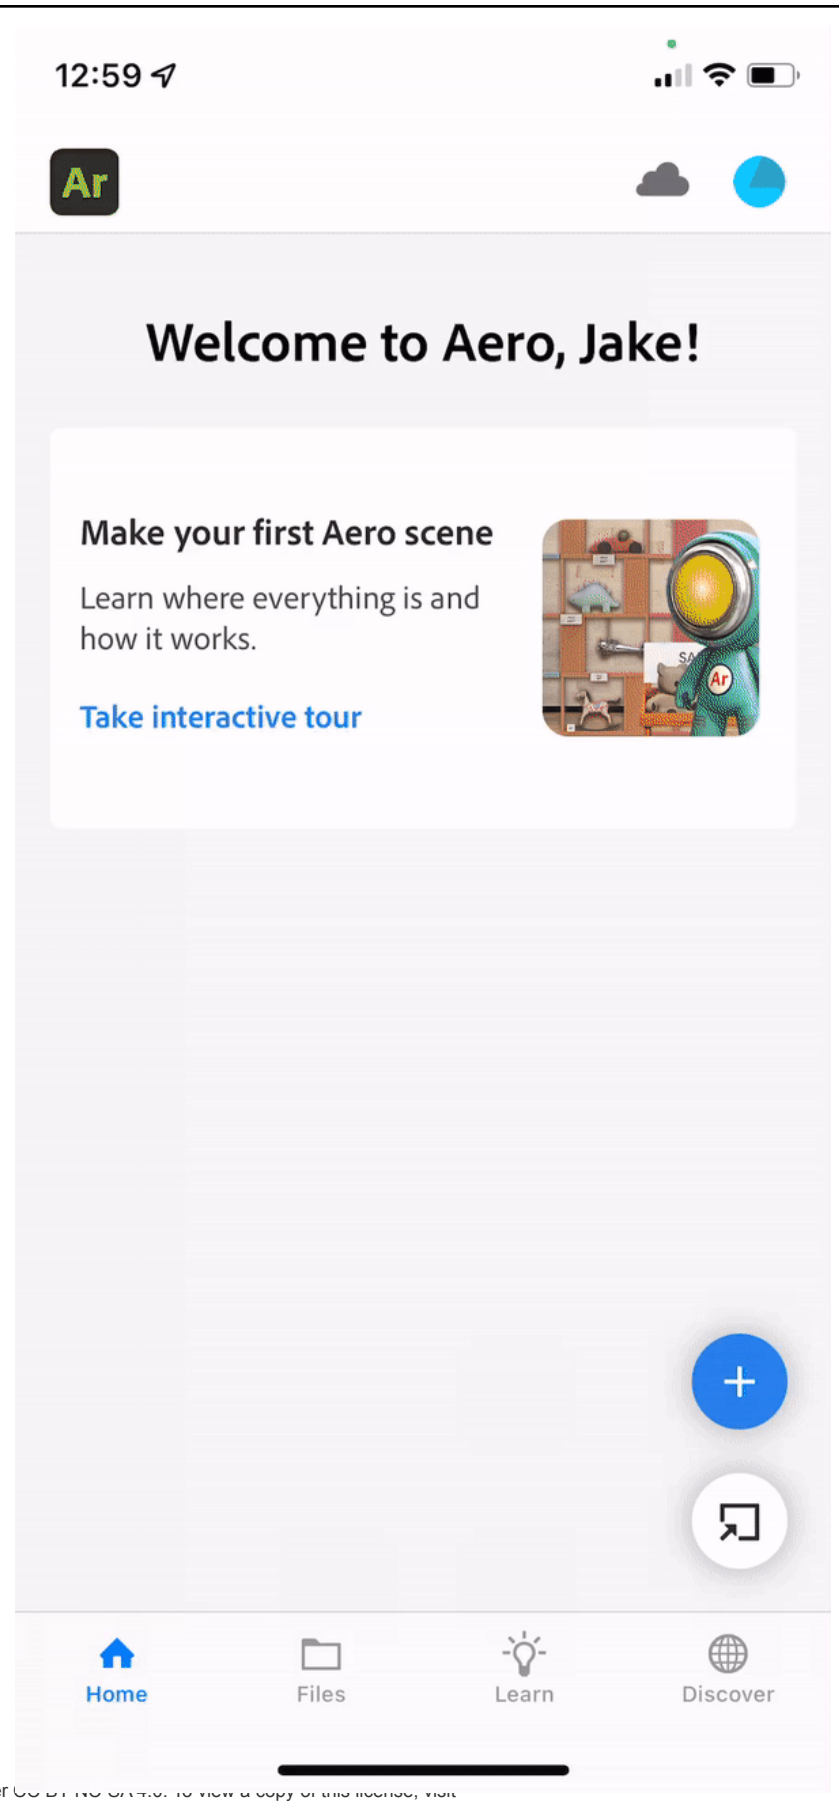 12:59
Ar
Welcome to Aero, Jake!
Make your first Aero scene
Learn where everything is and
how it works.
Take interactive tour
SA
Ar
Home
Files
Learn
Discover